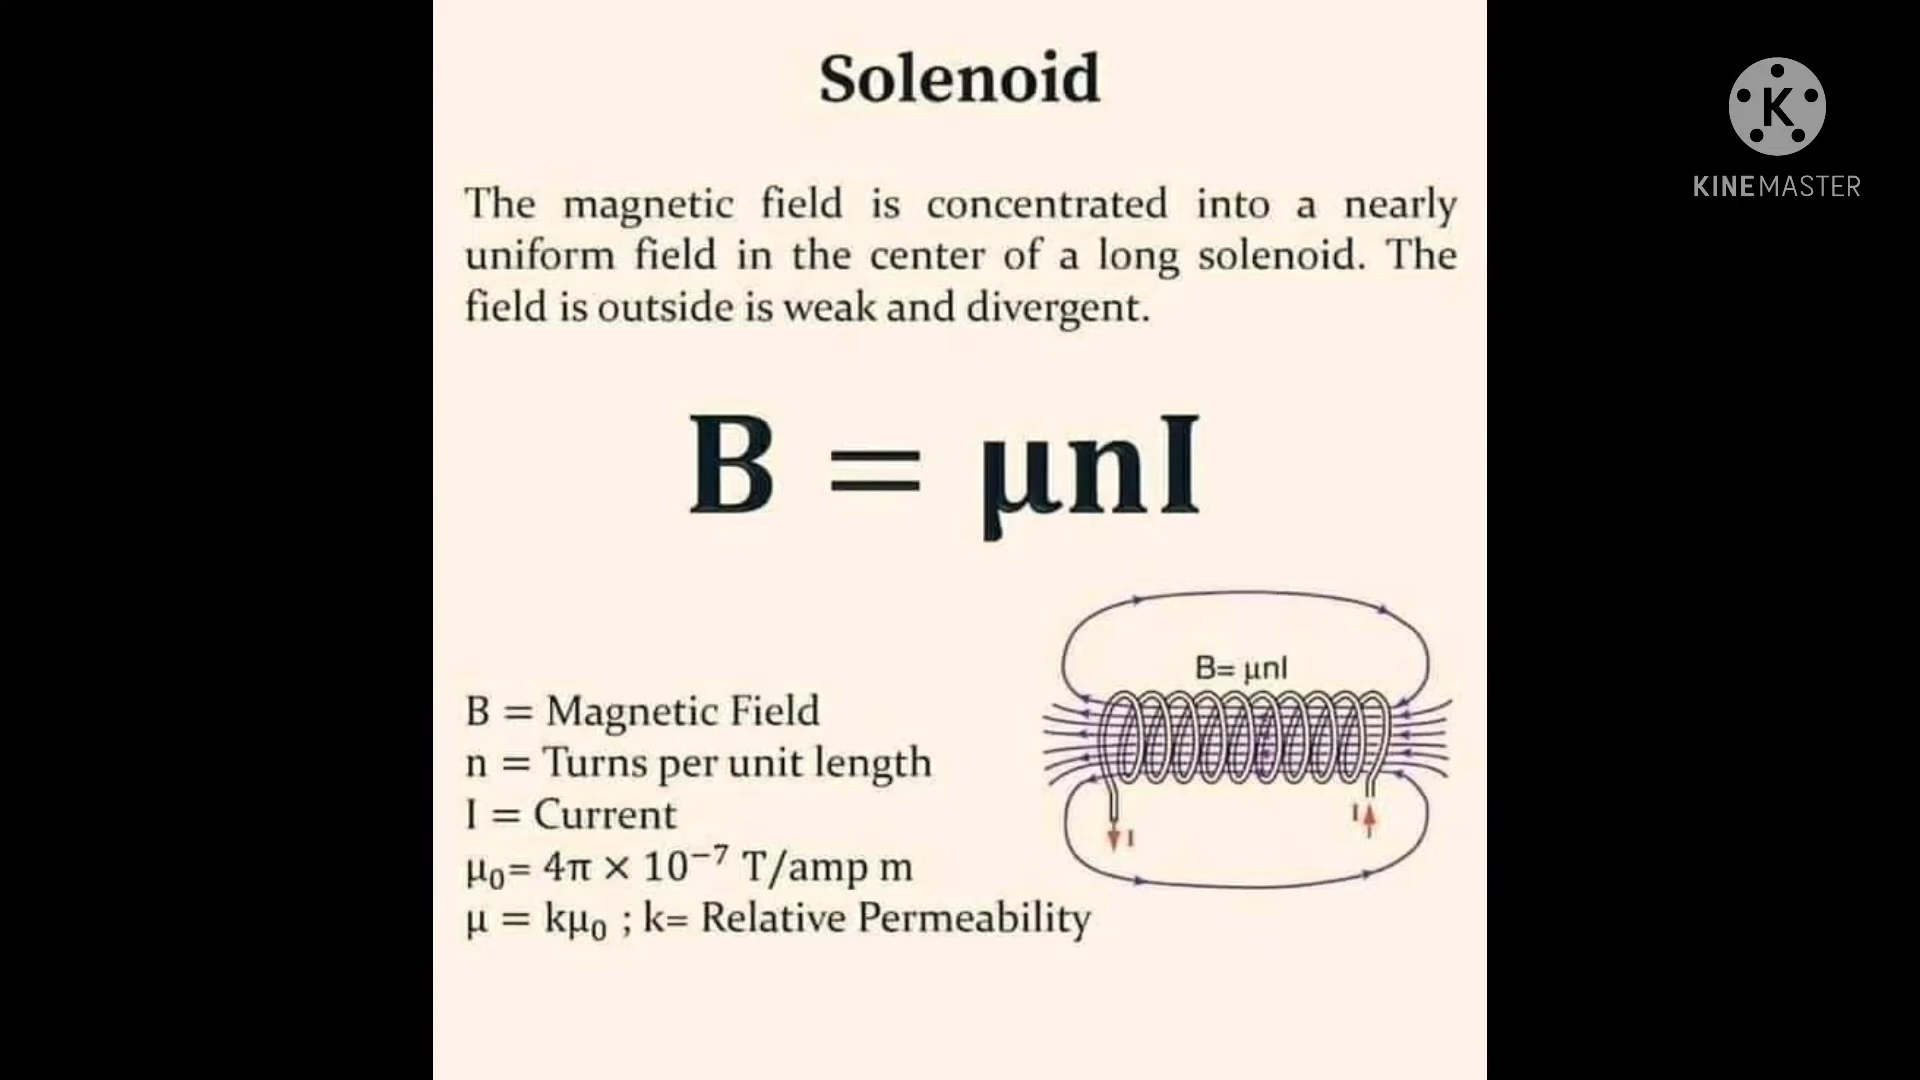 Solenoid
KINEMASTER
The magnetic field is concentrated into a nearly
uniform field in the center of a long solenoid. The
field is outside is weak and divergent.
B = μnI
B= μnI
B = Magnetic Field
n = Turns per unit length
I = Current
μ₀= 4π × 10⁻⁷ T/amp m
μ = kμ₀ ; k= Relative Permeability
I
I
K